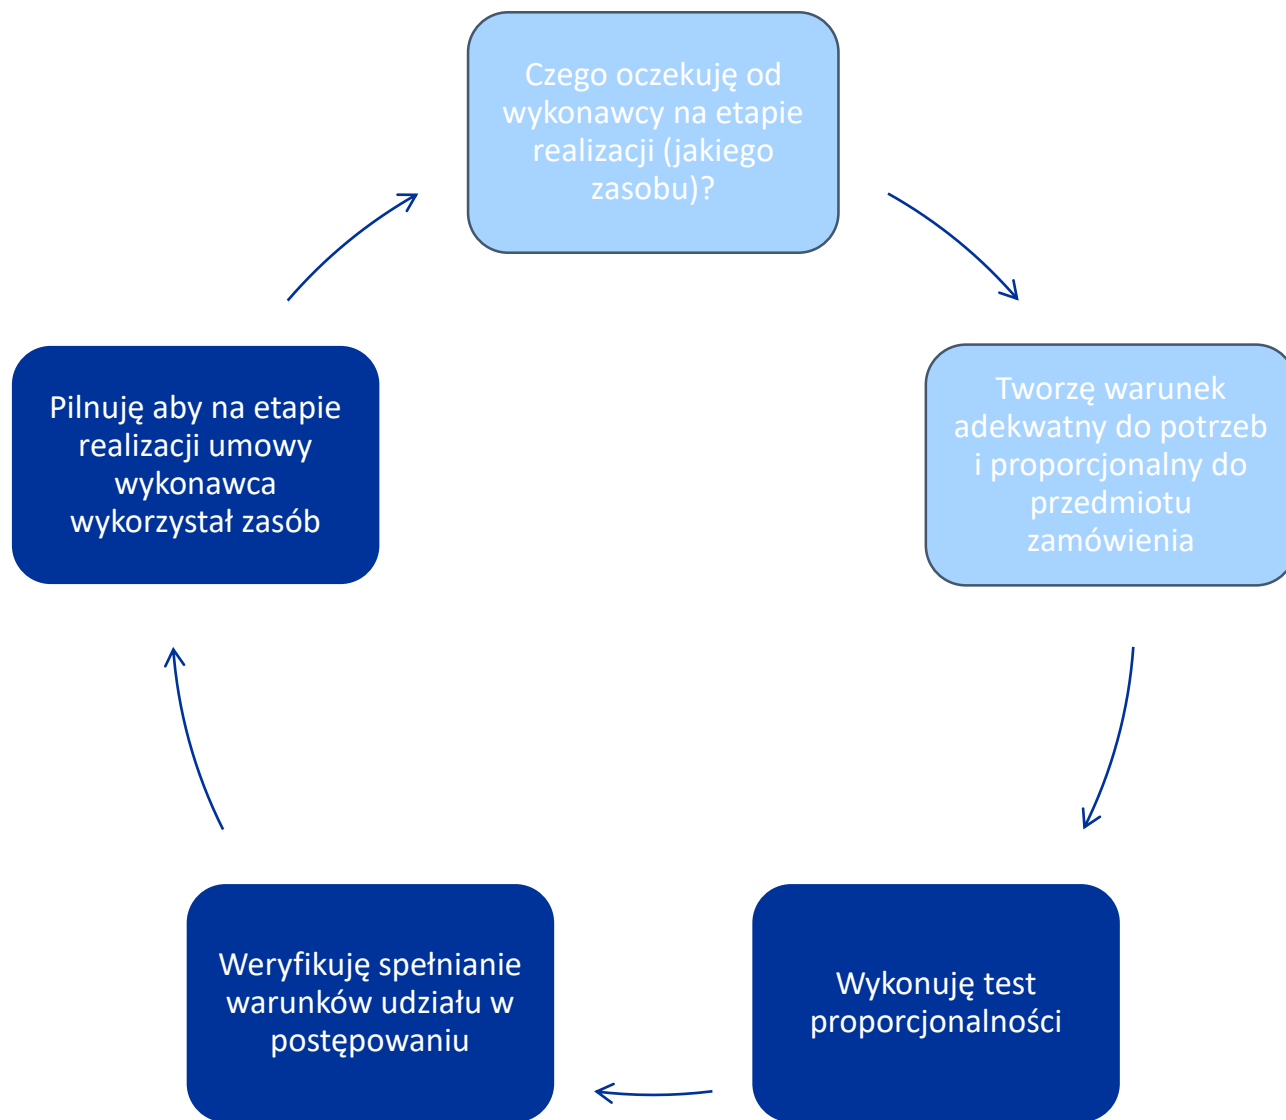 Czego oczekuję od
wykonawcy na etapie
realizacji (jakiego
zasobu)?
Tworzę warunek
adekwatny do potrzeb
i proporcjonalny do
przedmiotu
zamówienia
Wykonuję test
proporcjonalności
Weryfikuję spełnianie
warunków udziału w
postępowaniu
Pilnuję aby na etapie
realizacji umowy
wykonawca
wykorzystał zasób